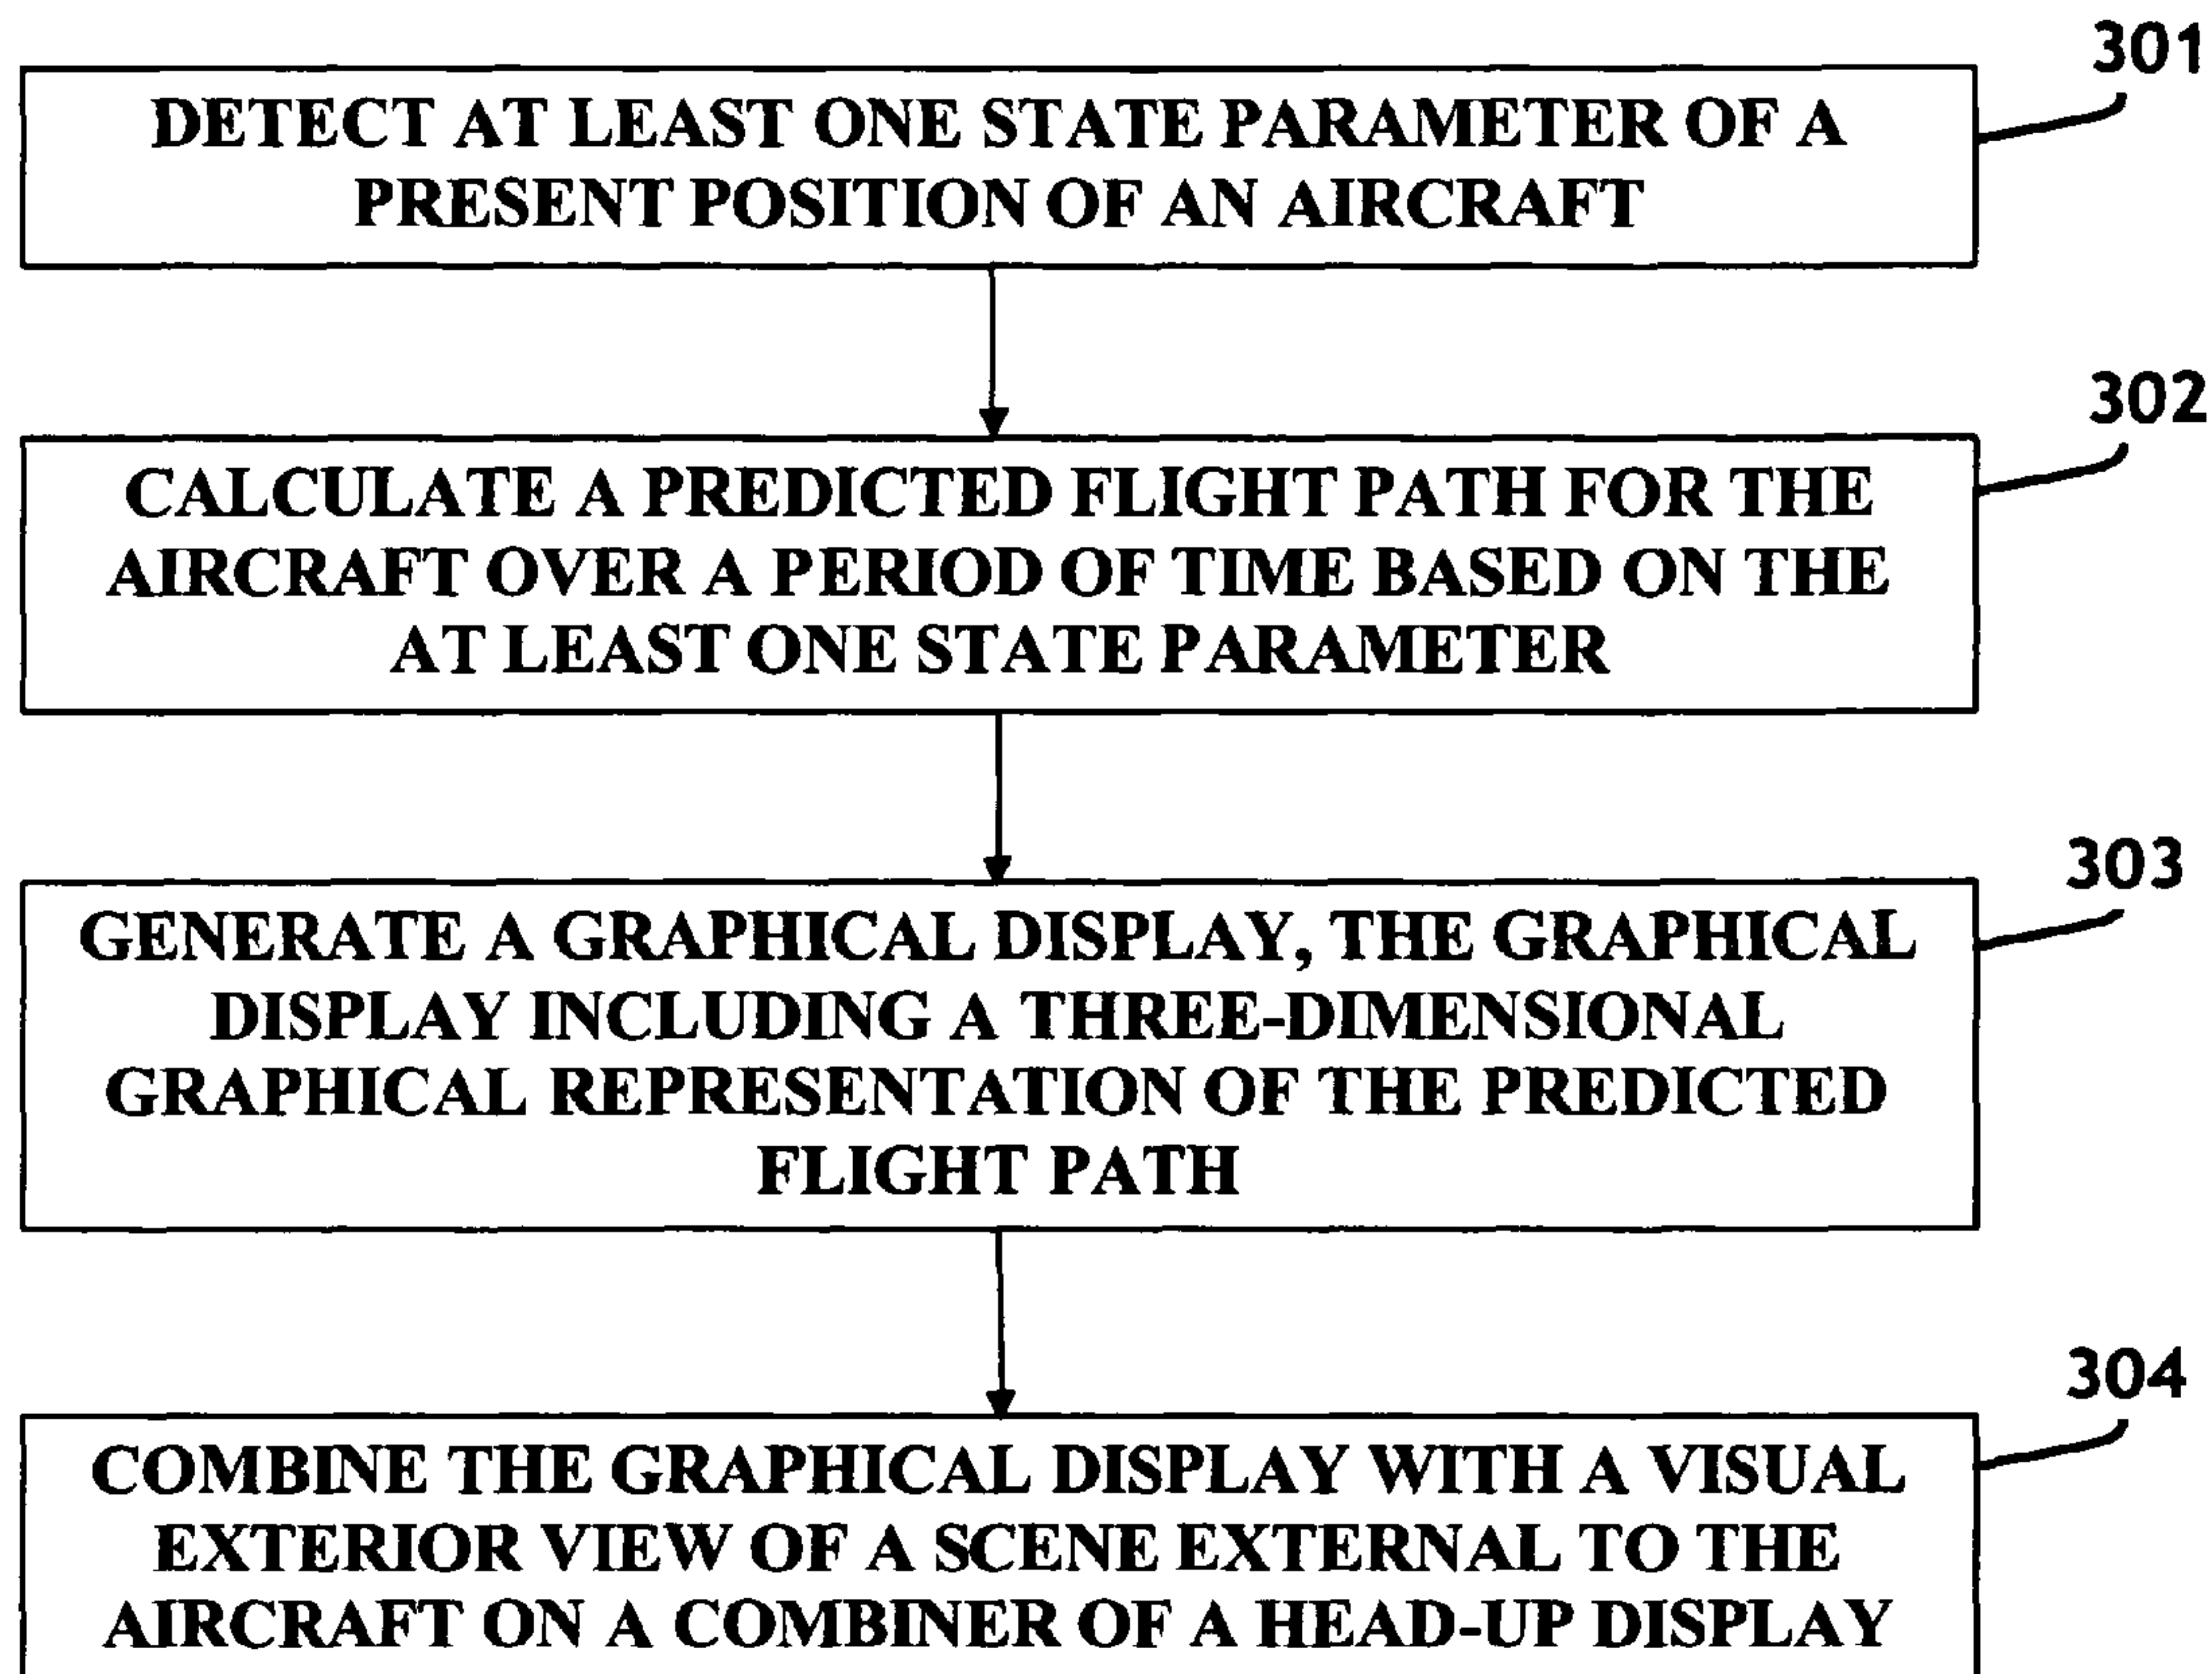 301
DETECT AT LEAST ONE STATE PARAMETER OF A
PRESENT POSITION OF AN AIRCRAFT
302
CALCULATE A PREDICTED FLIGHT PATH FOR THE
AIRCRAFT OVER A PERIOD OF TIME BASED ON THE
AT LEAST ONE STATE PARAMETER
303
GENERATE A GRAPHICAL DISPLAY, THE GRAPHICAL
DISPLAY INCLUDING A THREE-DIMENSIONAL
GRAPHICAL REPRESENTATION OF THE PREDICTED
FLIGHT PATH
304
COMBINE THE GRAPHICAL DISPLAY WITH A VISUAL
EXTERIOR VIEW OF A SCENE EXTERNAL TO THE
AIRCRAFT ON A COMBINER OF A HEAD-UP DISPLAY